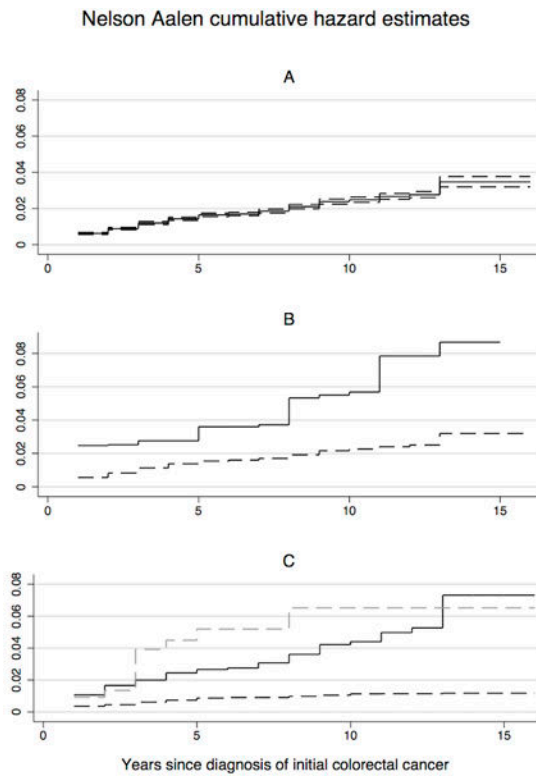 Nelson Aalen cumulative hazard estimates
A
0.08
0.06
0.04
0.02
0
0 5 10 15
B
0.08
0.06
0.04
0.02
0
0 5 10 15
C
0.08
0.06
0.04
0.02
0
0 5 10 15
Years since diagnosis of initial colorectal cancer